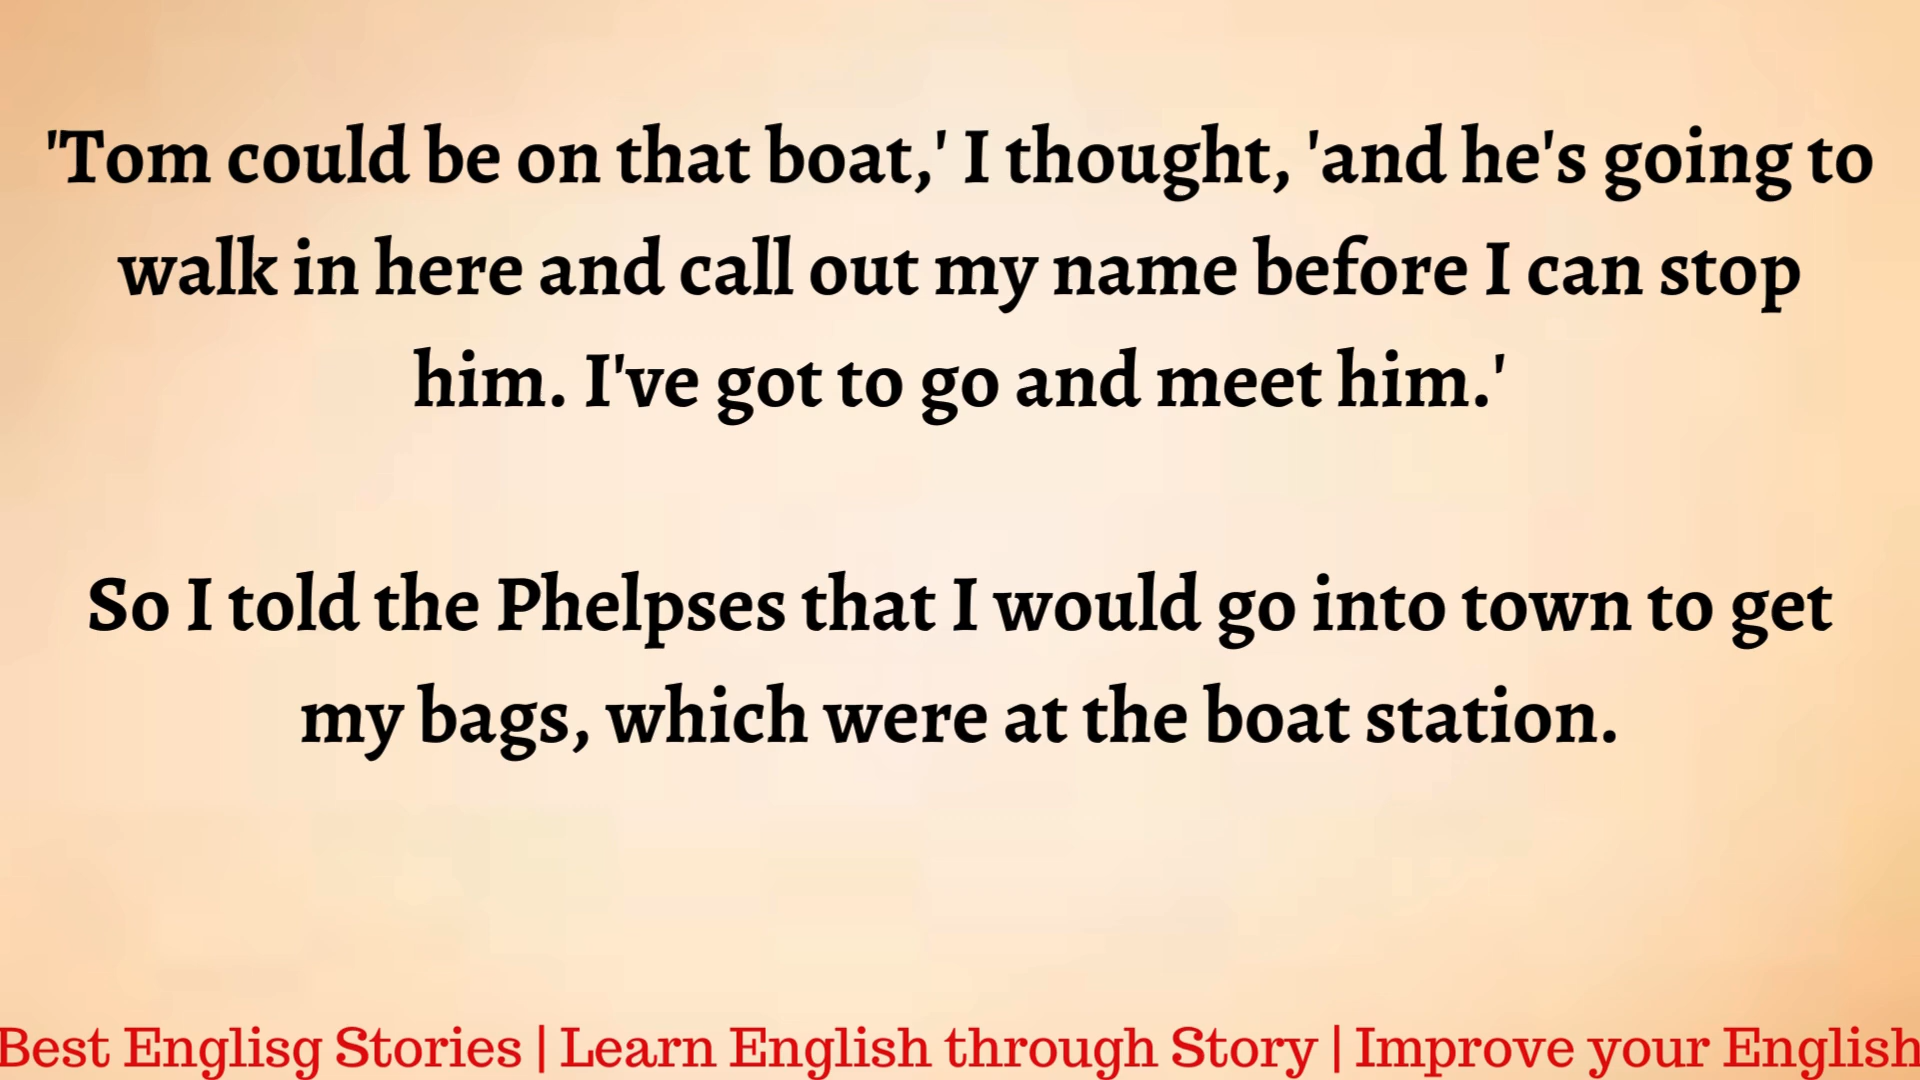 'Tom could be on that boat,' I thought, 'and he's going to
walk in here and call out my name before I can stop
him. I've got to go and meet him.'
So I told the Phelpses that I would go into town to get
my bags, which were at the boat station.
Best Englisg Stories | Learn English through Story | Improve your English